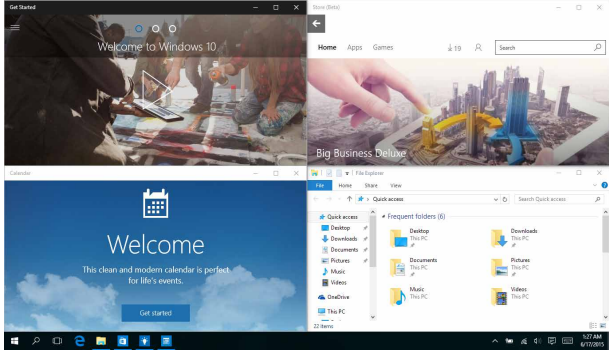 Get Started
Welcome to Windows 10
Store (Beta)
Home Apps Games
19
Search
Big Business Deluxe
Calendar
Welcome
This clean and modern calendar is perfect
for life's events.
Get started
File Explorer
File Home Share View
Quick access
Search Quick access
Quick access
Desktop
Downloads
Documents
Pictures
Music
Videos
OneDrive
This PC
22 items
Frequent folders (6)
Desktop
This PC
Downloads
This PC
Documents
This PC
Pictures
This PC
Music
This PC
Videos
This PC
1:27 AM
6/17/2015